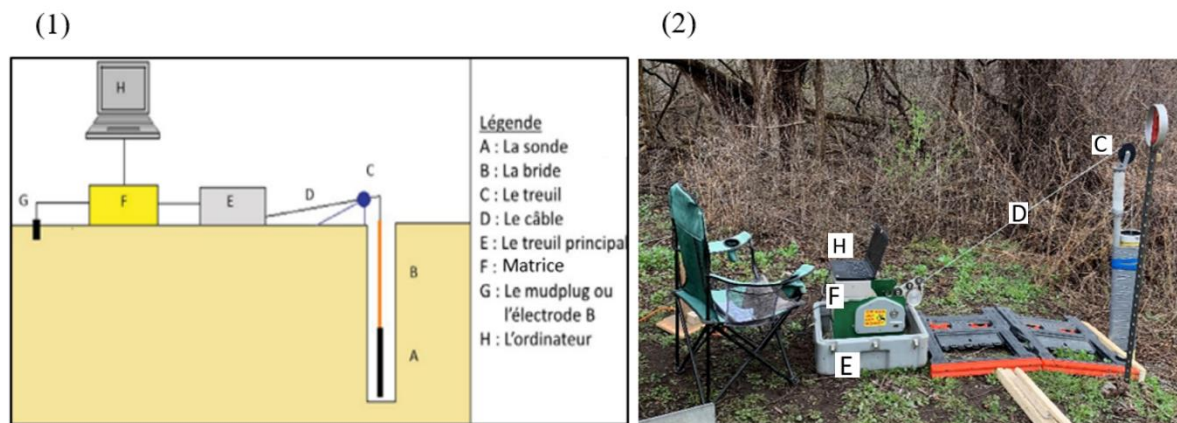 (1)
(2)
H
G
F
E
D
C
B
A
Légende
A : La sonde
B : La bride
C : Le treuil
D : Le câble
E : Le treuil principal
F : Matrice
G : Le mudplug ou
l'électrode B
H : L'ordinateur
C
D
H
F
E